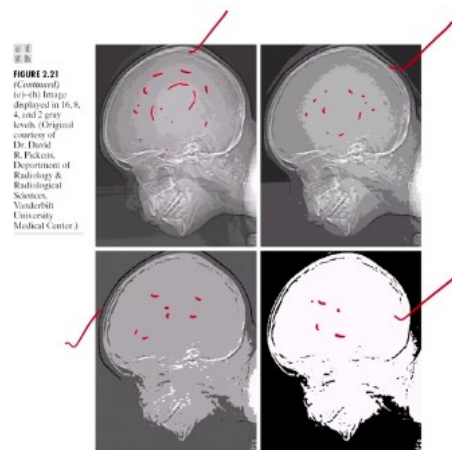 e f
g h
FIGURE 2.21
(Continued)
(e)–(h) Image
displayed in 16, 8,
4, and 2 gray
levels. (Original
courtesy of
Dr. David
R. Pickens,
Department of
Radiology &
Radiological
Sciences,
Vanderbilt
University
Medical Center.)